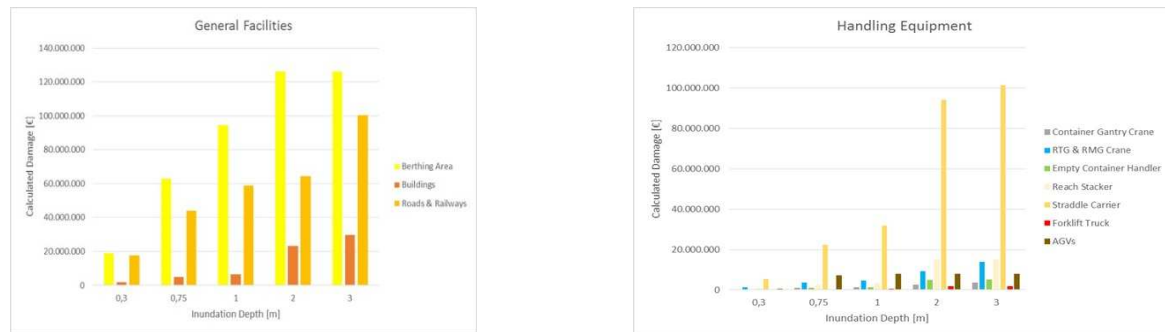 General Facilities
140.000.000
120.000.000
100.000.000
80.000.000
60.000.000
40.000.000
20.000.000
0
Calculated Damage [€]
0,3 0,75 1 2 3
Inundation Depth [m]
Berthing Area
Buildings
Roads & Railways
Handling Equipment
120.000.000
100.000.000
80.000.000
60.000.000
40.000.000
20.000.000
0
Calculated Damage [€]
0,3 0,75 1 2 3
Inundation Depth [m]
Container Gantry Crane
RTG & RMG Crane
Empty Container Handler
Reach Stacker
Straddle Carrier
Forklift Truck
AGVs